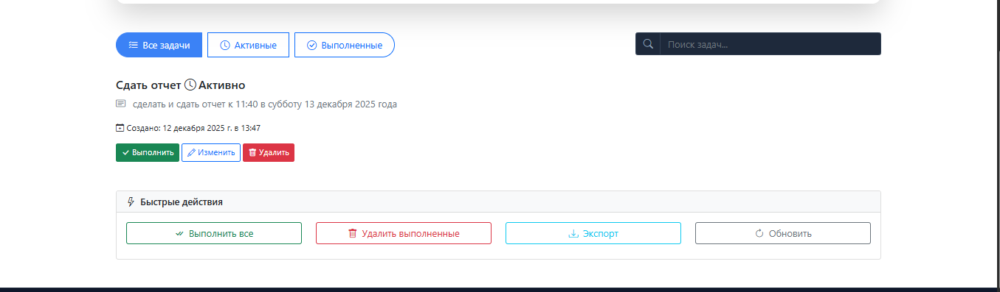 Все задачи Активные Выполненные Поиск задач...
Сдать отчет Активно
сделать и сдать отчет к 11:40 в субботу 13 декабря 2025 года
Создано: 12 декабря 2025 г. в 13:47
Выполнить Изменить Удалить
Быстрые действия
Выполнить все Удалить выполненные Экспорт Обновить